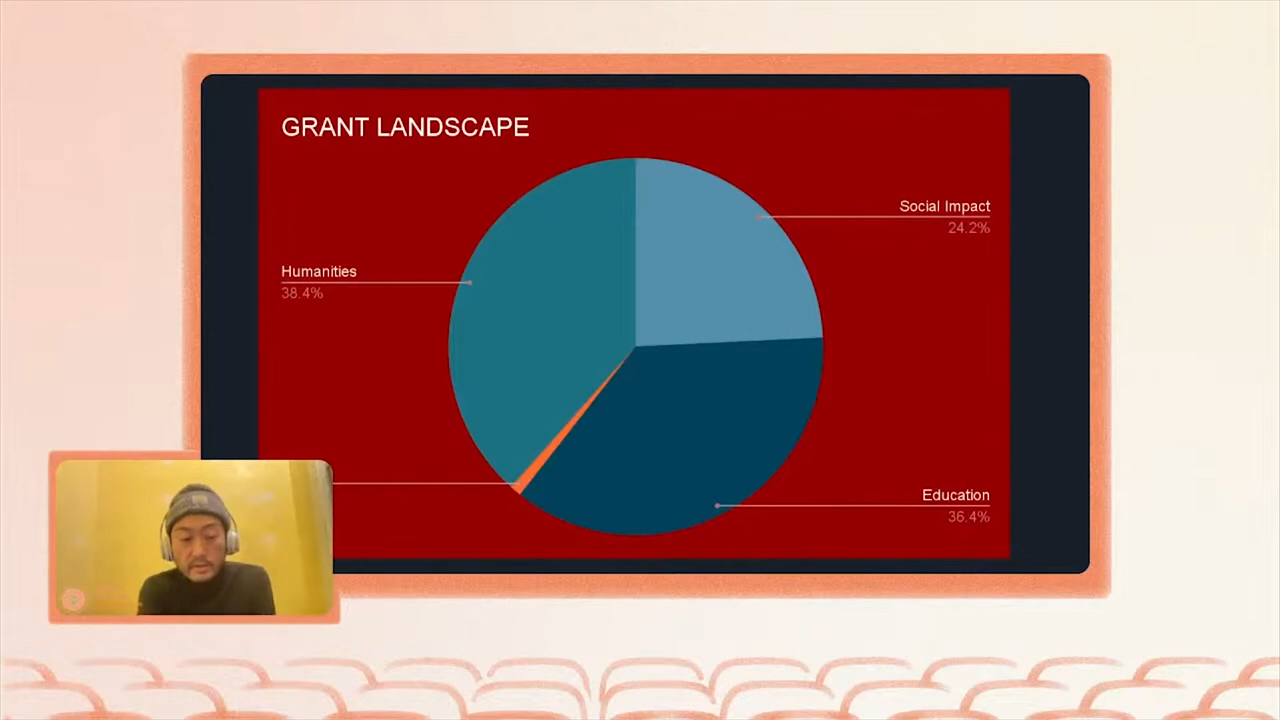 GRANT LANDSCAPE
Social Impact
24.2%
Humanities
38.4%
Education
36.4%